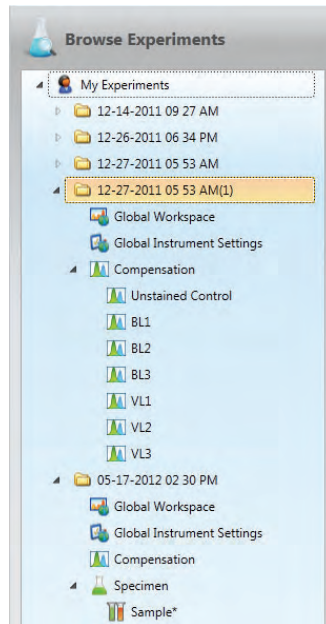 Browse Experiments
My Experiments
12-14-2011 09 27 AM
12-26-2011 06 34 PM
12-27-2011 05 53 AM
12-27-2011 05 53 AM(1)
Global Workspace
Global Instrument Settings
Compensation
Unstained Control
BL1
BL2
BL3
VL1
VL2
VL3
05-17-2012 02 30 PM
Global Workspace
Global Instrument Settings
Compensation
Specimen
Sample*